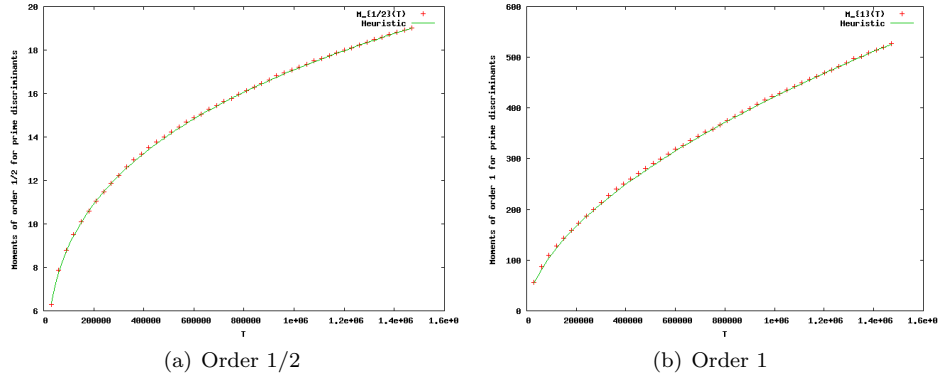 20
18
16
14
12
10
8
6
Moments of order 1/2 for prime discriminants
M_{1/2}(T)
Heuristic
0 200000 400000 600000 800000 1e+06 1.2e+06 1.4e+06 1.6e+0
T
(a) Order 1/2
600
500
400
300
200
100
0
Moments of order 1 for prime discriminants
M_{1}(T)
Heuristic
0 200000 400000 600000 800000 1e+06 1.2e+06 1.4e+06 1.6e+0
T
(b) Order 1